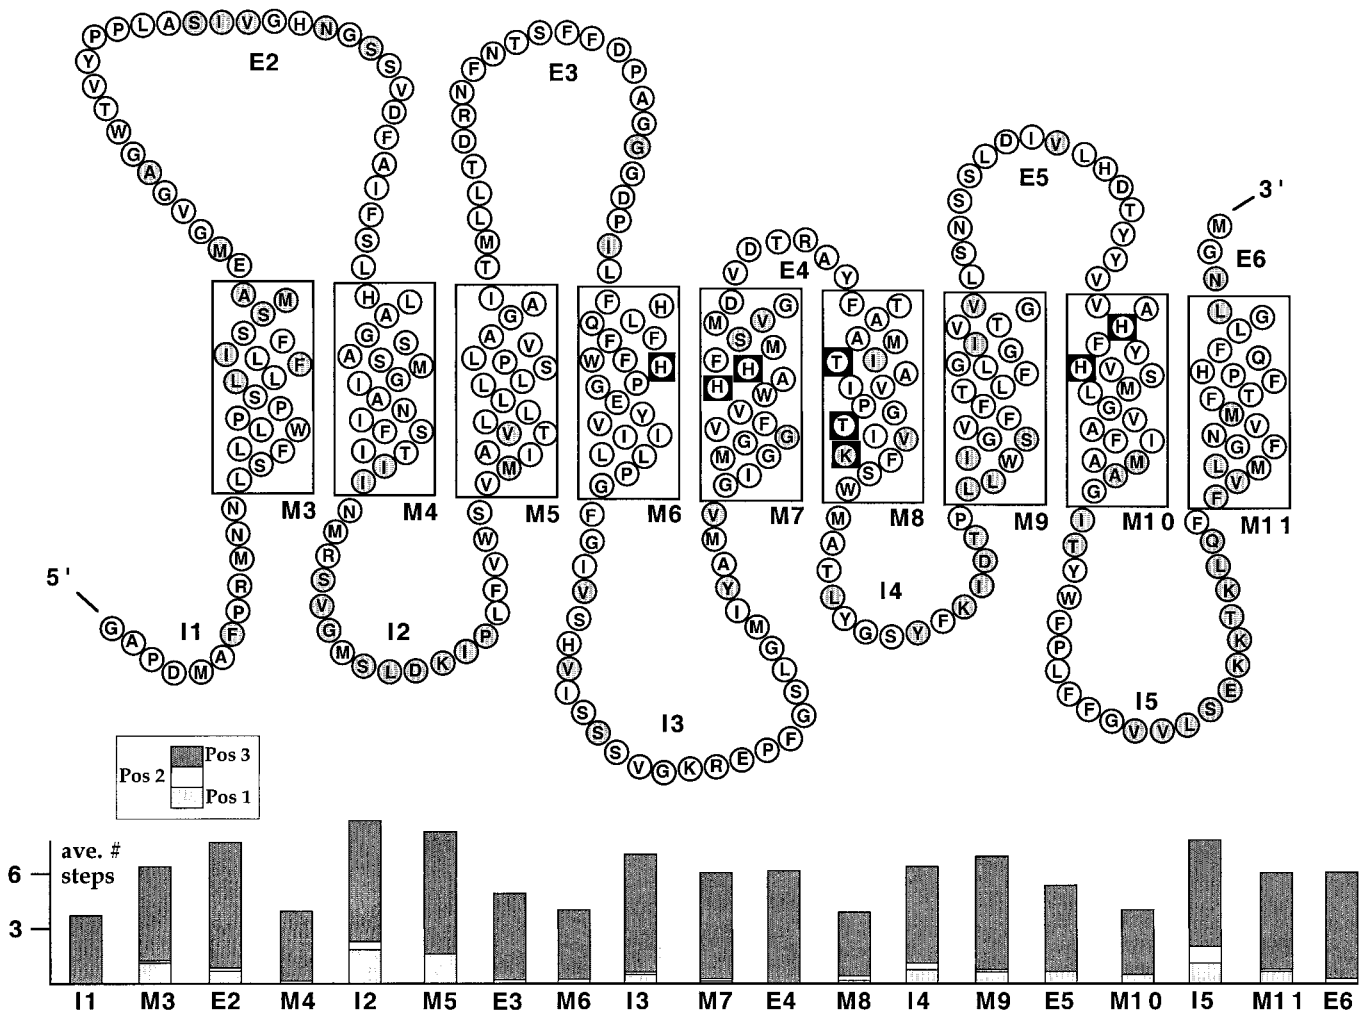 3'
5'
G A P D M A F P R M N N
I1
L S F L L W P P S L L I L F F S S A M
M3
E M G V G A G W T V Y P P L A S I V G H N G S S V D F A I F S L
E2
H A L G S A S M I G A N I F S I I T I
M4
N M R S V G M S L D K I P L F V W S
I2
I G A A V L P S L L L L L V T A M I V
M5
T M L L T D R N F N T S F F D P A G G G D P I L
E3
F L H Q F F W F H G P E Y V I I L L P G
M6
F G I V S H V I S S S V G K R E P F G S L G M I Y A M V
I3
D V G M S M F H A H W V F G V G G M I G
M7
V D T R A Y
E4
F A T A M T I A I V P G T I V K F S W
M8
M A T L Y G S Y F K I D T P
I4
V T G V I G G L F T F F V G S I W L L
M9
L S N S S L D I V L H D T Y Y V
E5
V H A F Y H V S L M G V A F I A M A G
M10
I T Y W F P L F F G V V L S E K K T K L Q F
I5
L L G F Q H P F F T M V N G F L M V F
M11
N G M
E6
Pos 3
Pos 2
Pos 1
ave. #
steps
6
3
I1 M3 E2 M4 I2 M5 E3 M6 I3 M7 E4 M8 I4 M9 E5 M10 I5 M11 E6